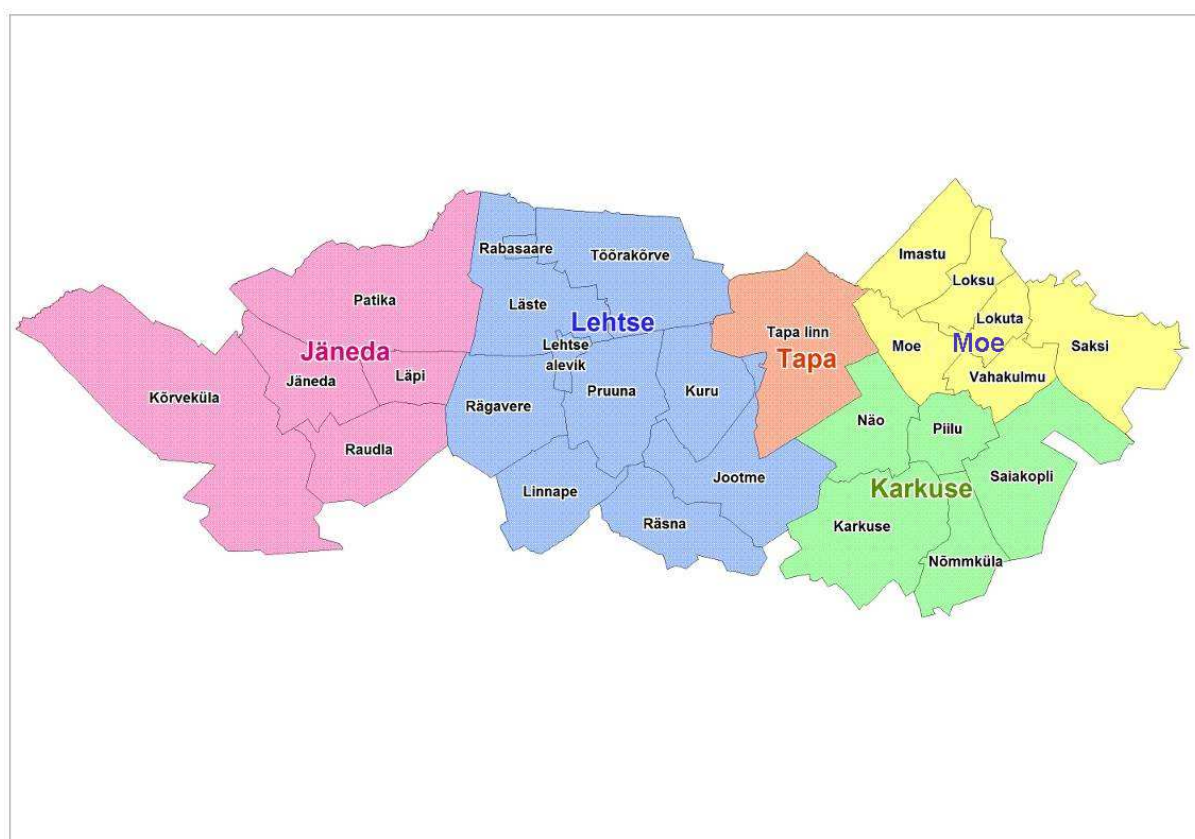 Imastu
Rabasaare
Töörakõrve
Loksu
Patika
Läste
Lehtse
Lokuta
Tapa linn
Moe
Moe
Saksi
Lehtse
alevik
Jäneda
Tapa
Jäneda
Läpi
Vahakulmu
Kõrveküla
Pruuna
Kuru
Rägavere
Näo
Piilu
Raudla
Jootme
Saiakopli
Linnape
Karkuse
Räsna
Karkuse
Nõmmküla